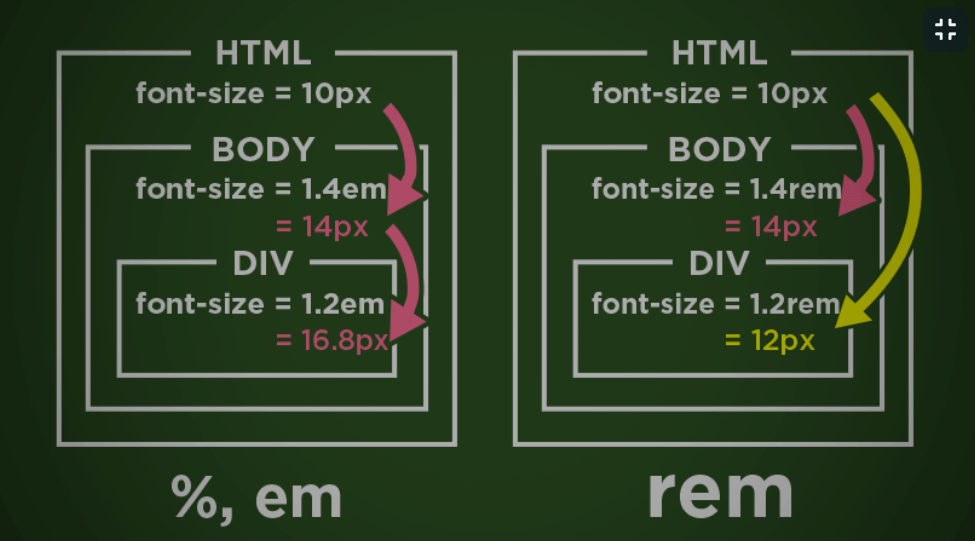 HTML
font-size = 10px
BODY
font-size = 1.4em
= 14px
DIV
font-size = 1.2em
= 16.8px
%, em
HTML
font-size = 10px
BODY
font-size = 1.4rem
= 14px
DIV
font-size = 1.2rem
= 12px
rem